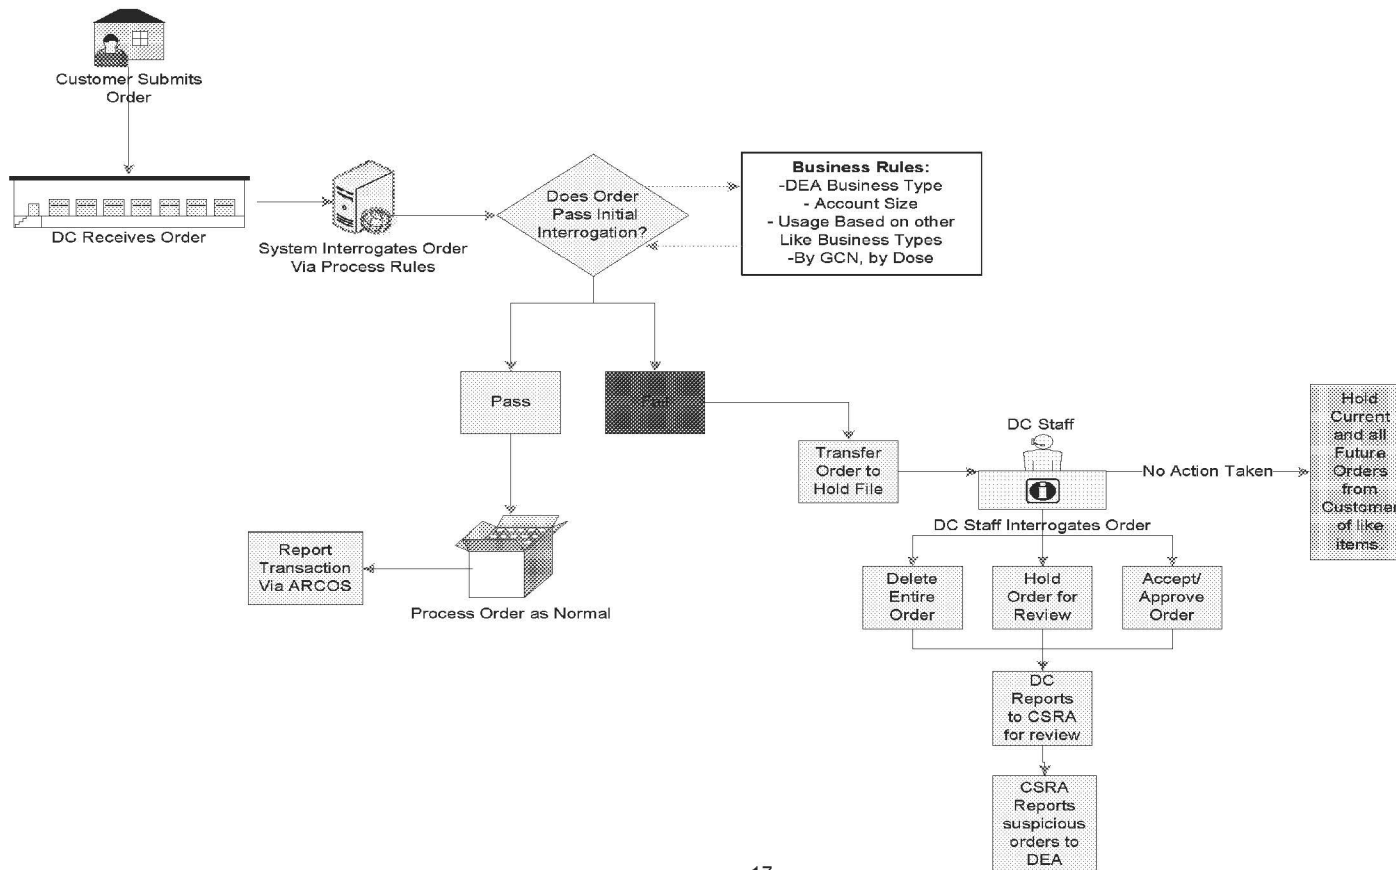 Customer Submits
Order
DC Receives Order
System Interrogates Order
Via Process Rules
Does Order
Pass Initial
Interrogation?
Business Rules:
-DEA Business Type
- Account Size
- Usage Based on other
Like Business Types
-By GCN, by Dose
Pass
Fail
Transfer
Order to
Hold File
DC Staff
No Action Taken
Hold
Current
and all
Future
Orders
from
Customer
of like
items.
DC Staff Interrogates Order
Report
Transaction
Via ARCOS
Process Order as Normal
Delete
Entire
Order
Hold
Order for
Review
Accept/
Approve
Order
DC
Reports
to CSRA
for review
CSRA
Reports
suspicious
orders to
DEA